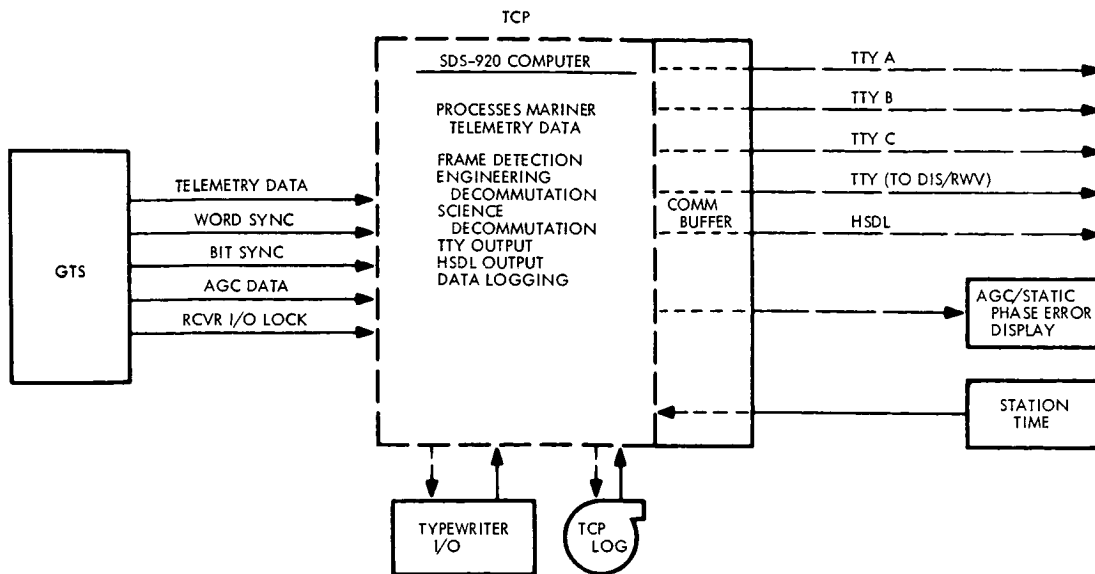 TCP
SDS-920 COMPUTER
PROCESSES MARINER
TELEMETRY DATA
FRAME DETECTION
ENGINEERING
DECOMMUTATION
SCIENCE
DECOMMUTATION
TTY OUTPUT
HSDL OUTPUT
DATA LOGGING
GTS
TELEMETRY DATA
WORD SYNC
BIT SYNC
AGC DATA
RCVR I/O LOCK
COMM
BUFFER
TTY A
TTY B
TTY C
TTY (TO DIS/RWV)
HSDL
AGC/STATIC
PHASE ERROR
DISPLAY
STATION
TIME
TYPEWRITER
I/O
TCP
LOG